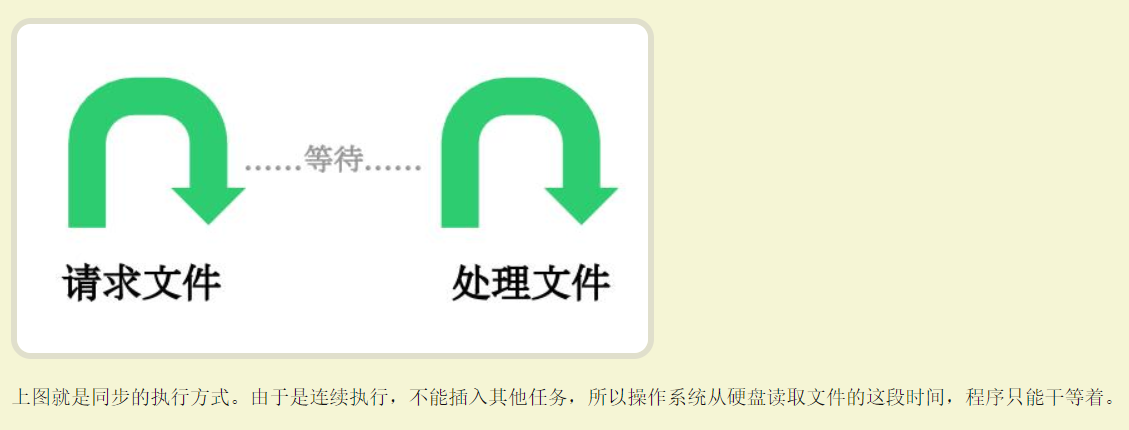 ……等待……
请求文件
处理文件
上图就是同步的执行方式。由于是连续执行，不能插入其他任务，所以操作系统从硬盘读取文件的这段时间，程序只能干等着。